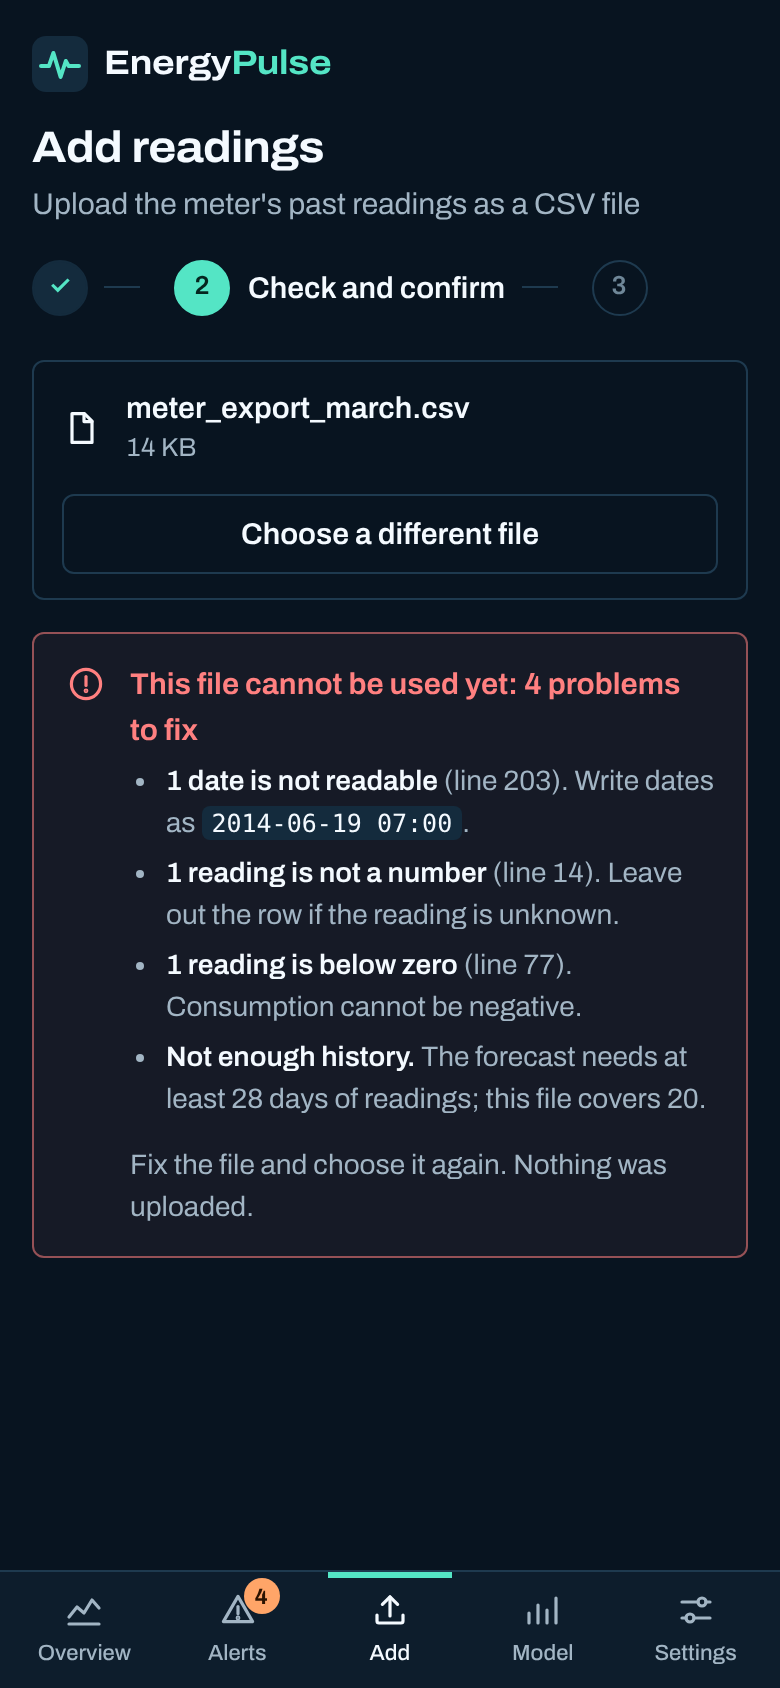 EnergyPulse
Add readings
Upload the meter's past readings as a CSV file
2 Check and confirm 3
meter_export_march.csv
14 KB
Choose a different file
This file cannot be used yet: 4 problems
to fix
• 1 date is not readable (line 203). Write dates
as 2014-06-19 07:00.
• 1 reading is not a number (line 14). Leave
out the row if the reading is unknown.
• 1 reading is below zero (line 77).
Consumption cannot be negative.
• Not enough history. The forecast needs at
least 28 days of readings; this file covers 20.
Fix the file and choose it again. Nothing was
uploaded.
4
Overview Alerts Add Model Settings